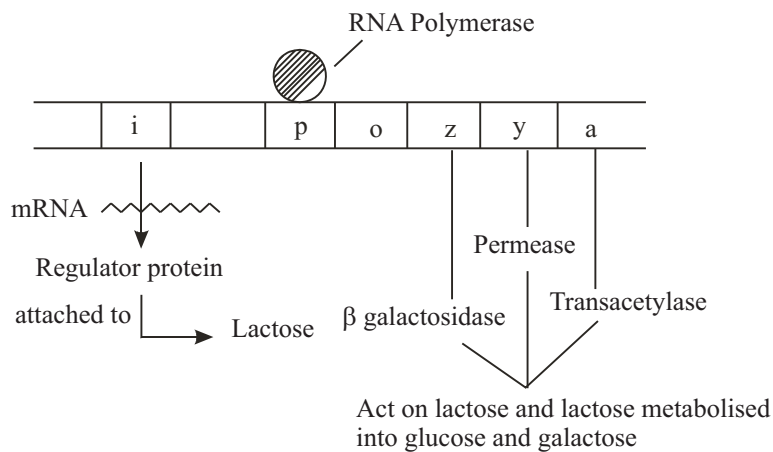 RNA Polymerase
i p o z y a
mRNA
Regulator protein
attached to
Lactose
Permease
β galactosidase
Transacetylase
Act on lactose and lactose metabolised
into glucose and galactose